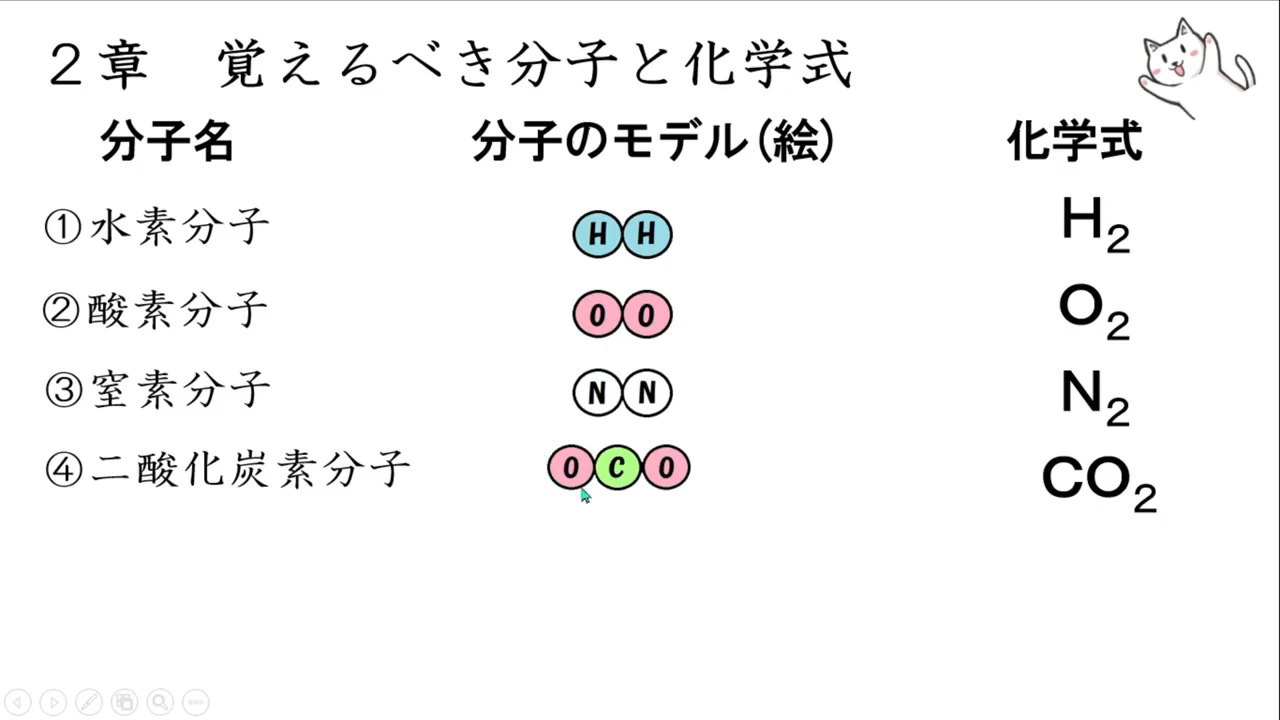 ２章　覚えるべき分子と化学式
分子名　分子のモデル(絵)　化学式
①水素分子　H H　H₂
②酸素分子　O O　O₂
③窒素分子　N N　N₂
④二酸化炭素分子　O C O　CO₂